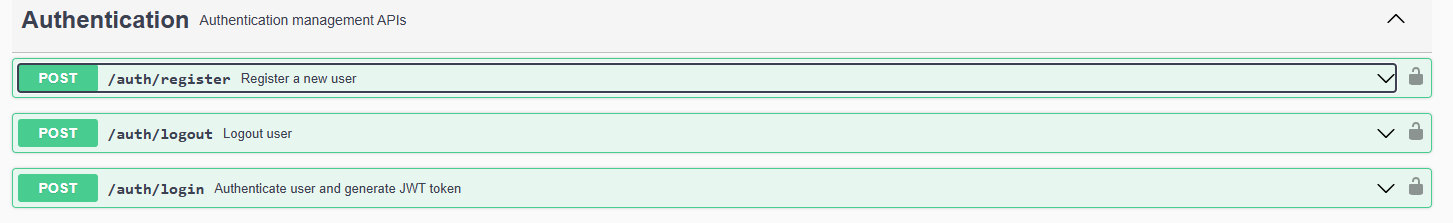 Authentication Authentication management APIs
POST /auth/register Register a new user
POST /auth/logout Logout user
POST /auth/login Authenticate user and generate JWT token